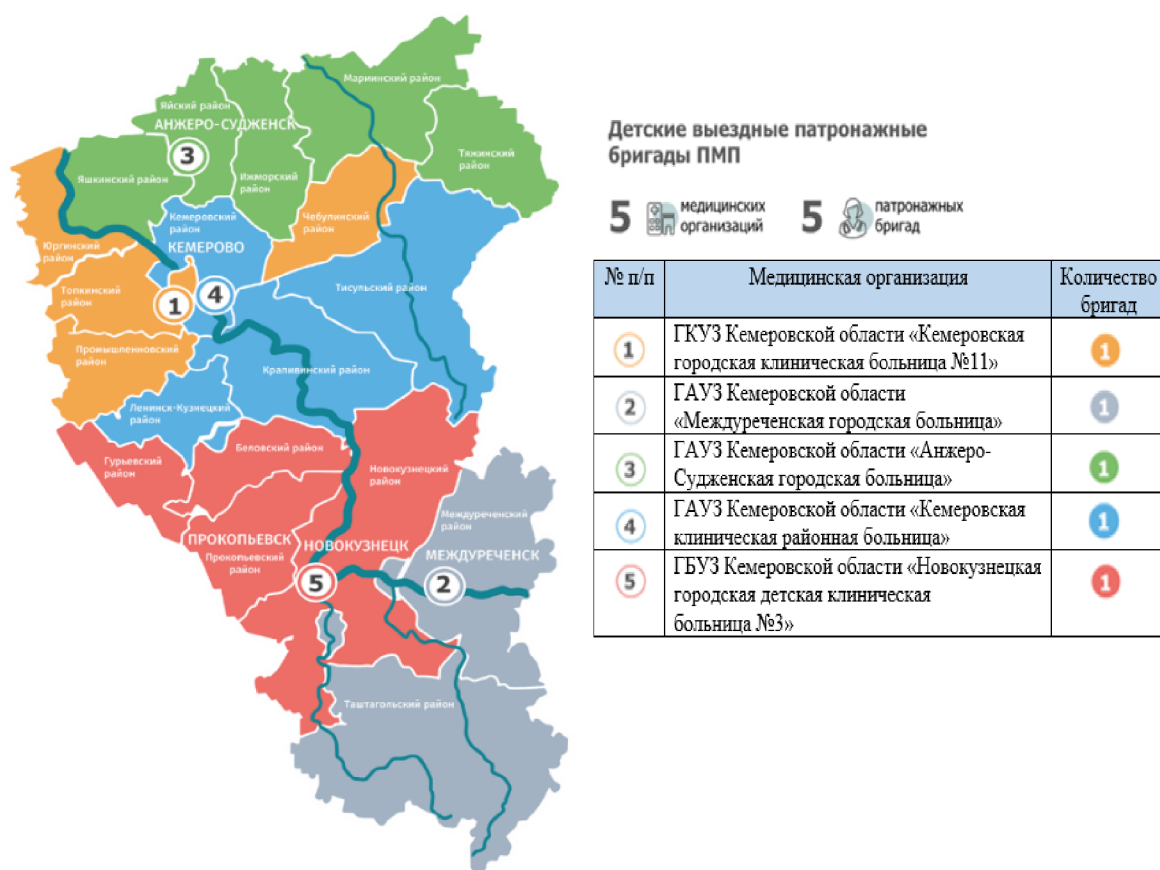 Мариинский район
Яйский район
АНЖЕРО-СУДЖЕНСК
3
Тяжинский
район
Яшкинский район
Ижморский
район
Кемеровский
район
Чебулинский
район
КЕМЕРОВО
Юргинский
район
Топкинский
район
1
4
Тисульский район
Промышленновский
район
Крапивинский район
Ленинск-Кузнецкий
район
Гурьевский
район
Беловский район
Новокузнецкий
район
Междуреченский
район
ПРОКОПЬЕВСК
Прокопьевский
район
НОВОКУЗНЕЦК
МЕЖДУРЕЧЕНСК
5
2
Таштагольский район
Детские выездные патронажные
бригады ПМП
5 медицинских
организаций
5 патронажных
бригад
№ п/п Медицинская организация Количество
бригад
1 ГКУЗ Кемеровской области «Кемеровская
городская клиническая больница №11» 1
2 ГАУЗ Кемеровской области
«Междуреченская городская больница» 1
3 ГАУЗ Кемеровской области «Анжеро-
Судженская городская больница» 1
4 ГАУЗ Кемеровской области «Кемеровская
клиническая районная больница» 1
5 ГБУЗ Кемеровской области «Новокузнецкая
городская детская клиническая
больница №3» 1